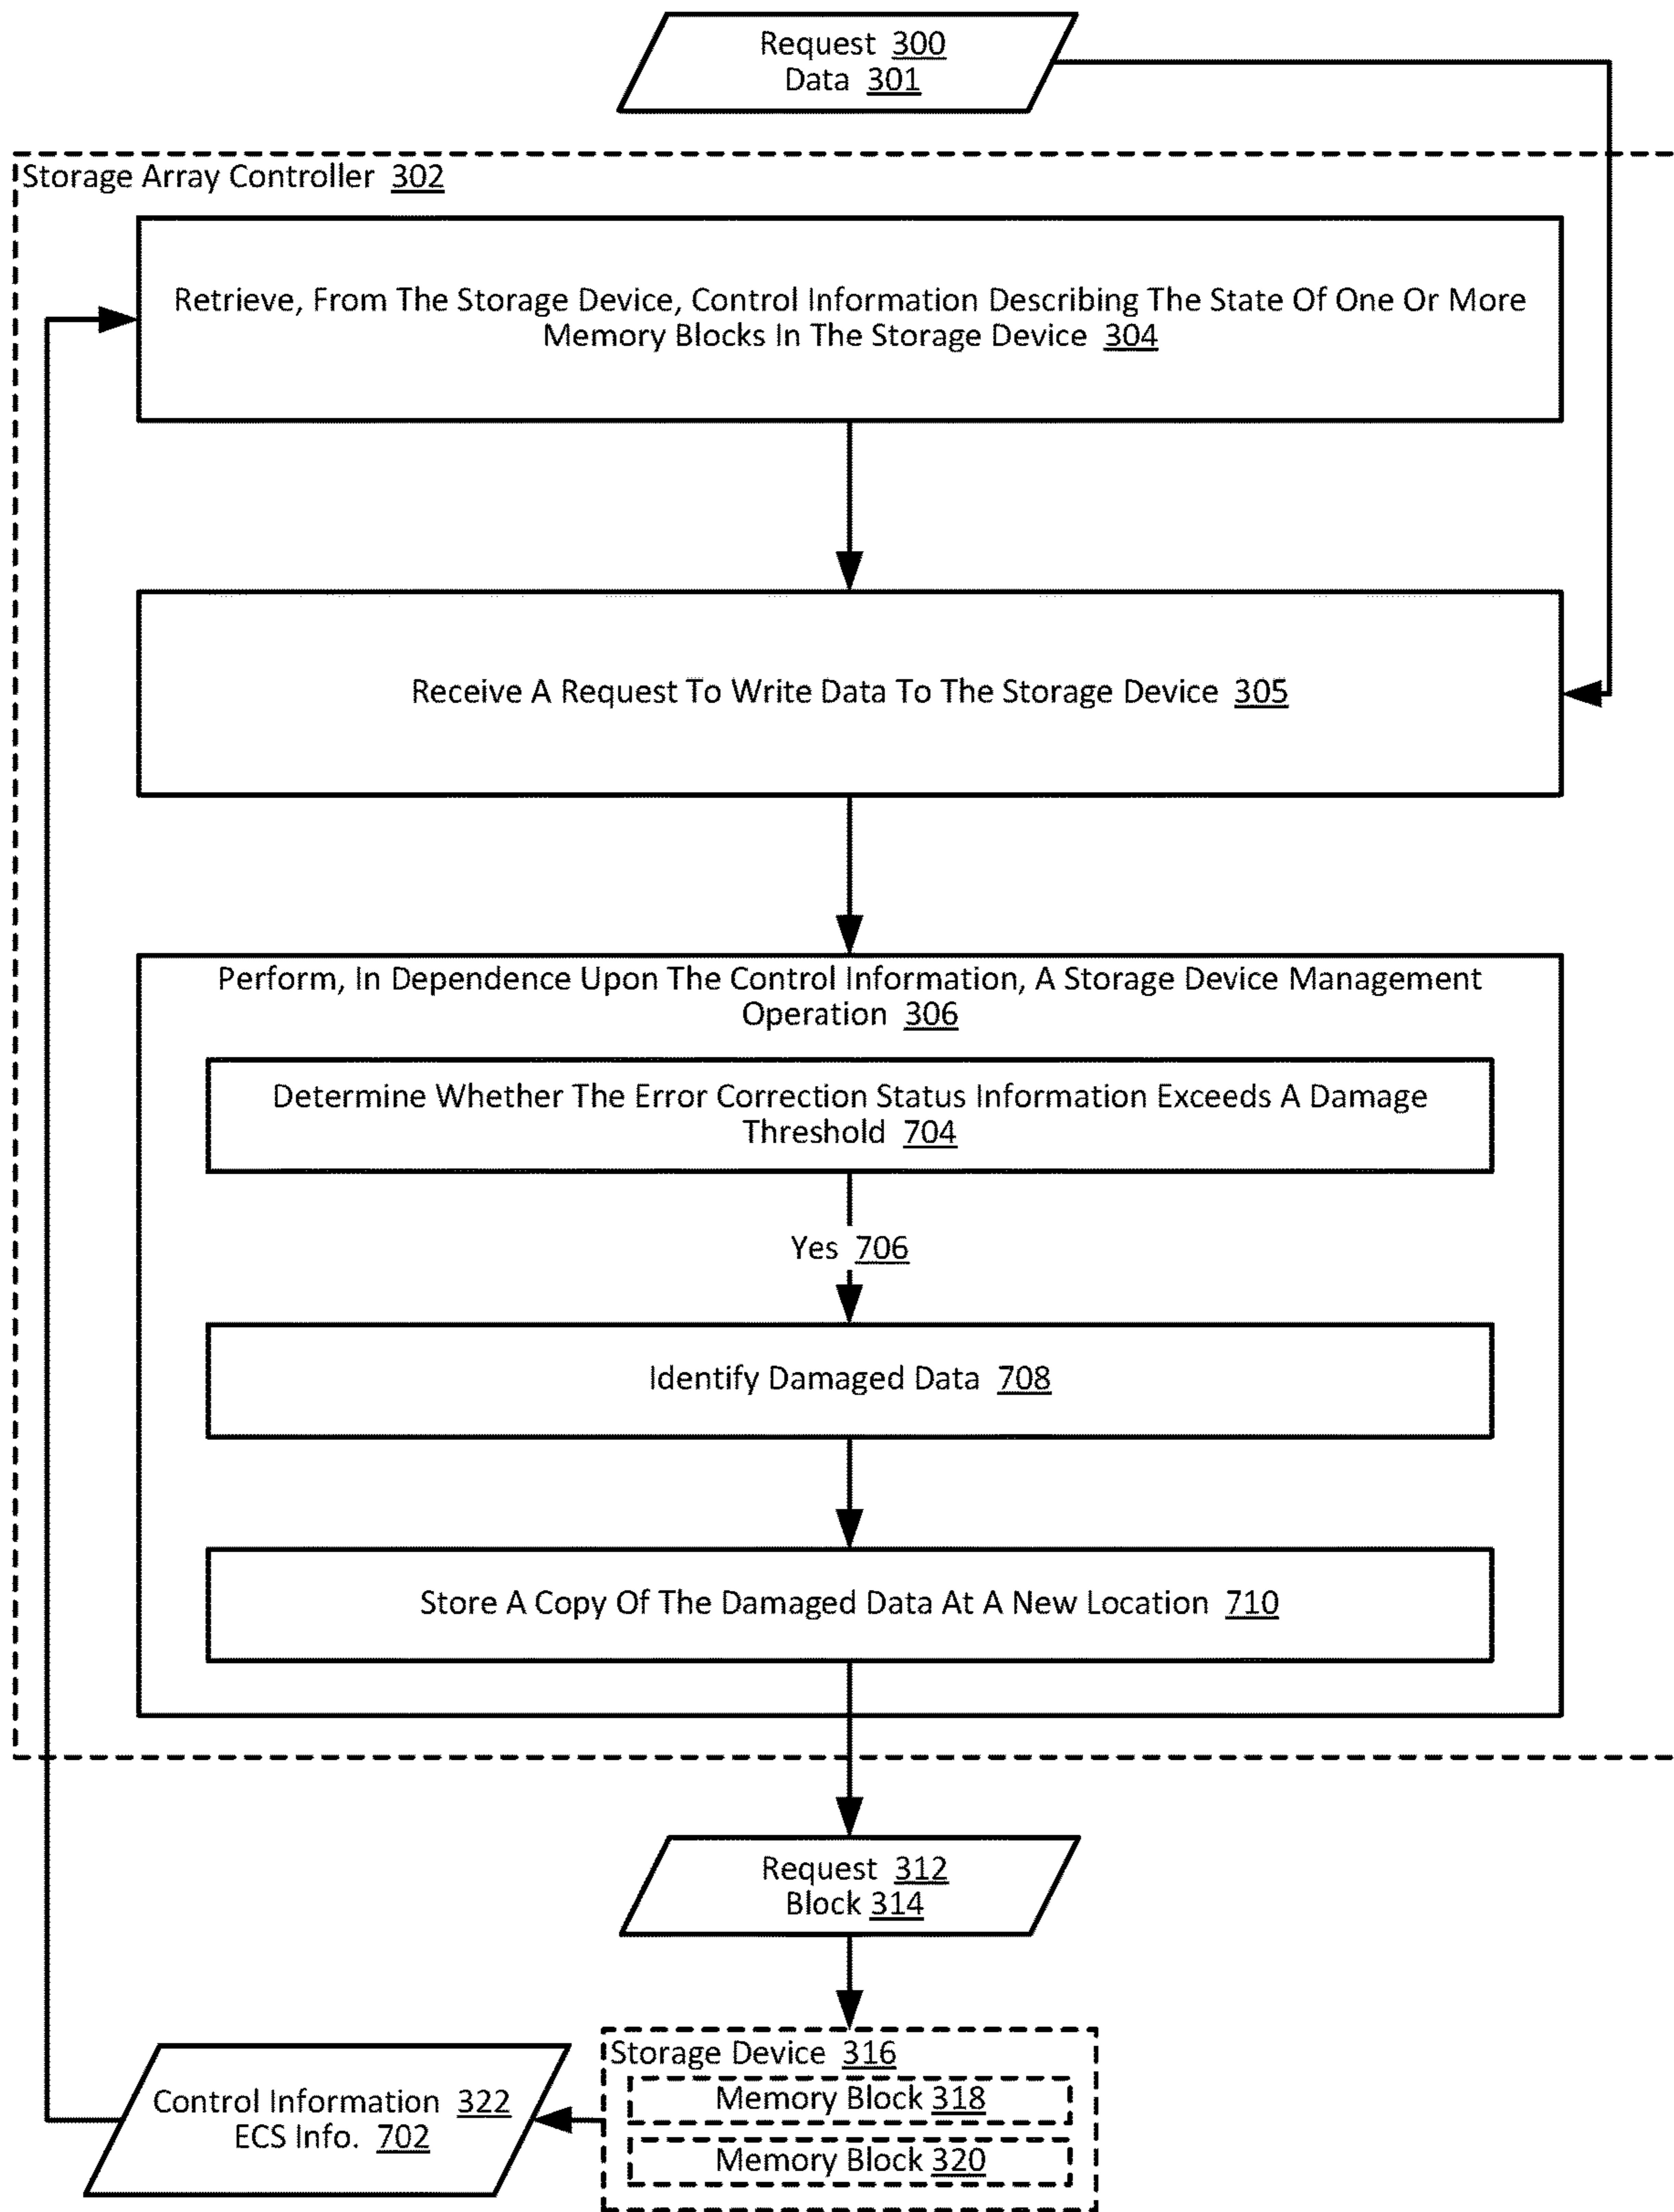 Request 300
Data 301
Storage Array Controller 302
Retrieve, From The Storage Device, Control Information Describing The State Of One Or More
Memory Blocks In The Storage Device 304
Receive A Request To Write Data To The Storage Device 305
Perform, In Dependence Upon The Control Information, A Storage Device Management
Operation 306
Determine Whether The Error Correction Status Information Exceeds A Damage
Threshold 704
Yes 706
Identify Damaged Data 708
Store A Copy Of The Damaged Data At A New Location 710
Request 312
Block 314
Storage Device 316
Memory Block 318
Memory Block 320
Control Information 322
ECS Info. 702